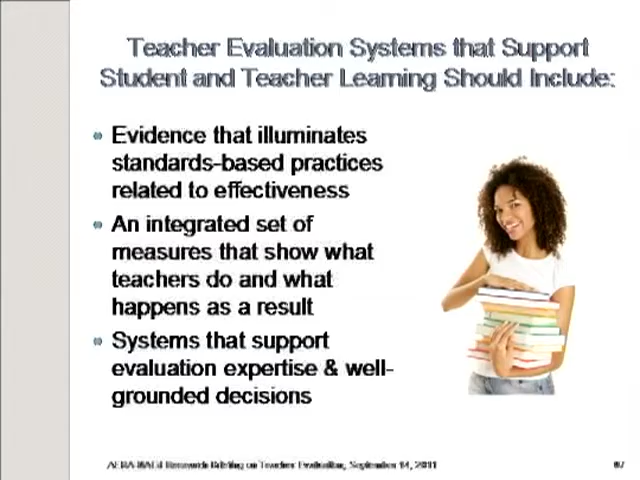 Teacher Evaluation Systems that Support
Student and Teacher Learning Should Include:
Evidence that illuminates
standards-based practices
related to effectiveness
An integrated set of
measures that show what
teachers do and what
happens as a result
Systems that support
evaluation expertise & well-
grounded decisions
Research Briefing on Teacher Evaluation, September 14, 2011